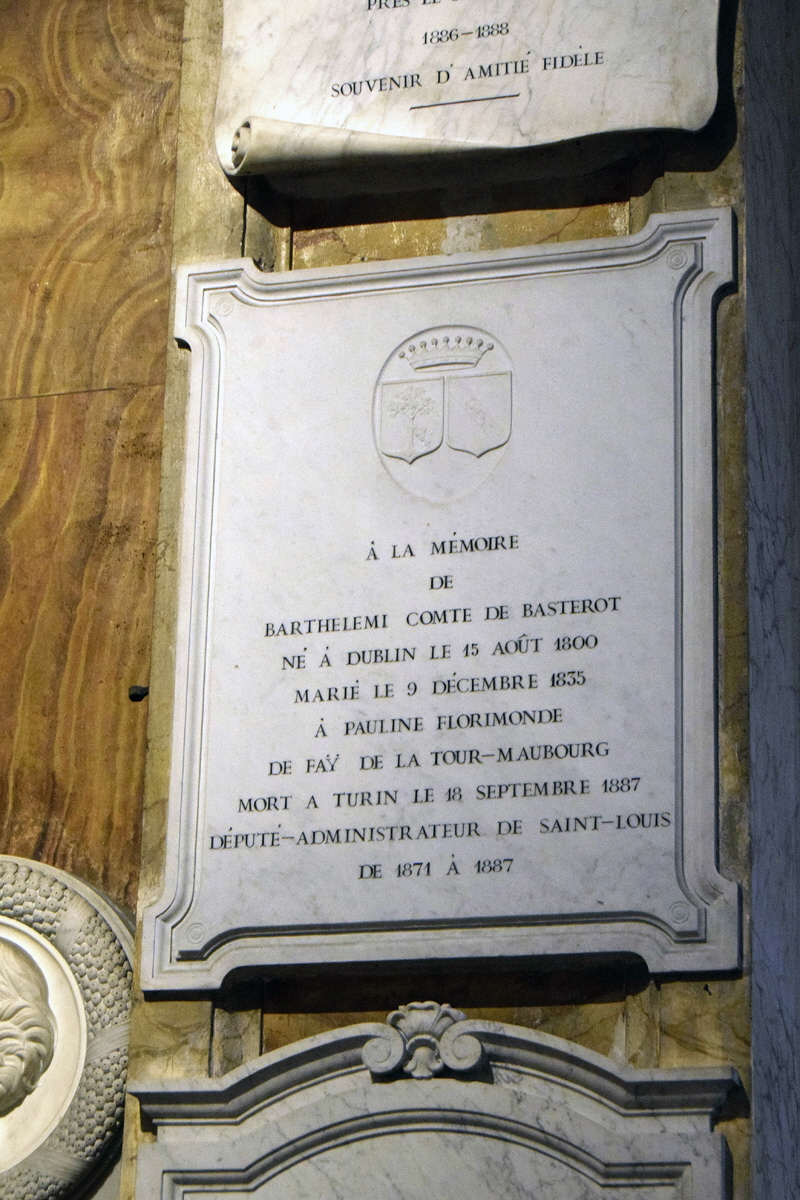 1886-1888
SOUVENIR D' AMITIÉ FIDÈLE
À LA MÉMOIRE
DE
BARTHELEMI COMTE DE BASTEROT
NÉ À DUBLIN LE 15 AOÛT 1800
MARIÉ LE 9 DÉCEMBRE 1835
À PAULINE FLORIMONDE
DE FAŸ DE LA TOUR-MAUBOURG
MORT A TURIN LE 18 SEPTEMBRE 1887
DÉPUTÉ-ADMINISTRATEUR DE SAINT-LOUIS
DE 1871 À 1887